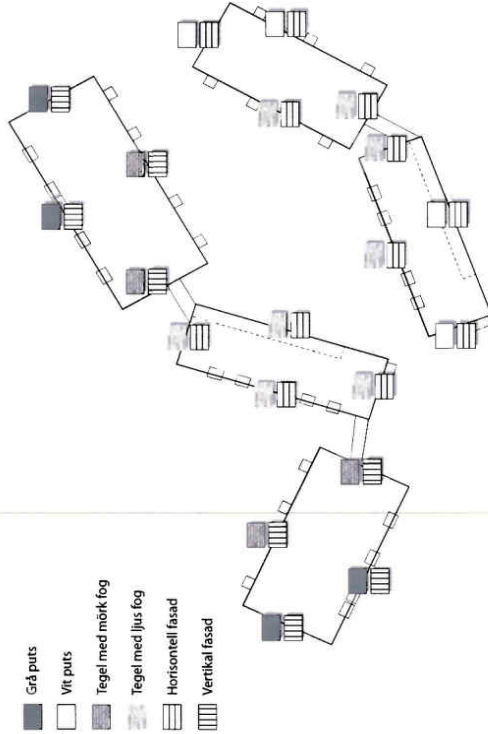 Grå puts
Vit puts
Tegel med mörk fog
Tegel med ljus fog
Horisontell fasad
Vertikal fasad